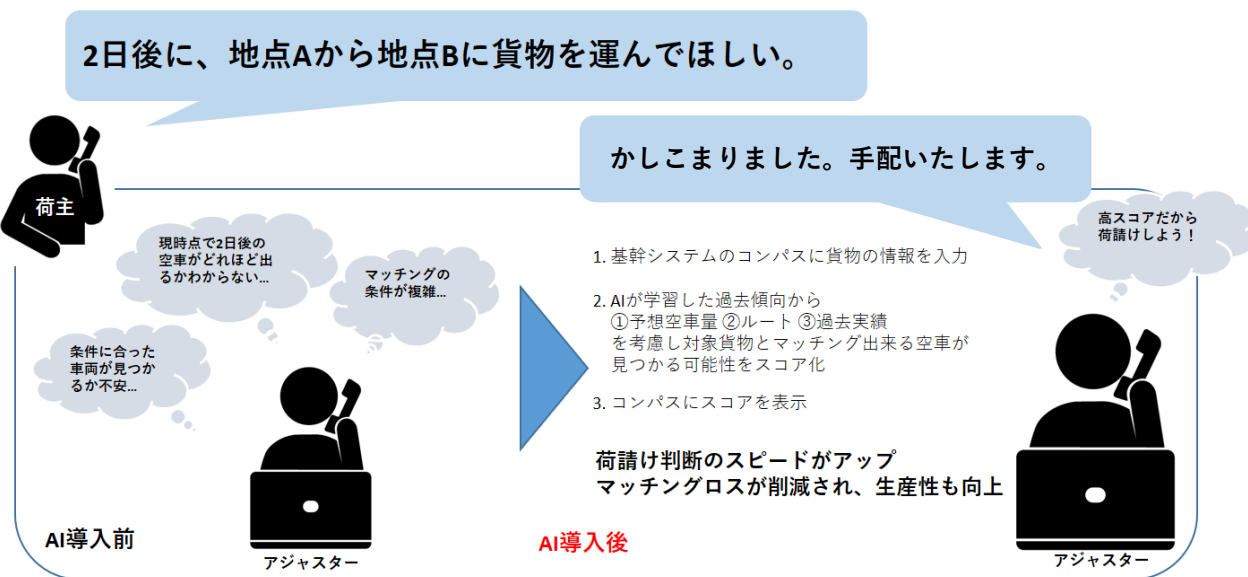 2日後に、地点Aから地点Bに貨物を運んでほしい。
かしこまりました。手配いたします。
荷主
現時点で2日後の
空車がどれほど出
るかわからない...
マッチングの
条件が複雑...
条件に合った
車両が見つか
るか不安...
AI導入前
アジャスター
高スコアだから
荷請けしよう！
1. 基幹システムのコンパスに貨物の情報を入力
2. AIが学習した過去傾向から
①予想空車量 ②ルート ③過去実績
を考慮し対象貨物とマッチング出来る空車が
見つかる可能性をスコア化
3. コンパスにスコアを表示
荷請け判断のスピードがアップ
マッチングロスが削減され、生産性も向上
AI導入後
アジャスター